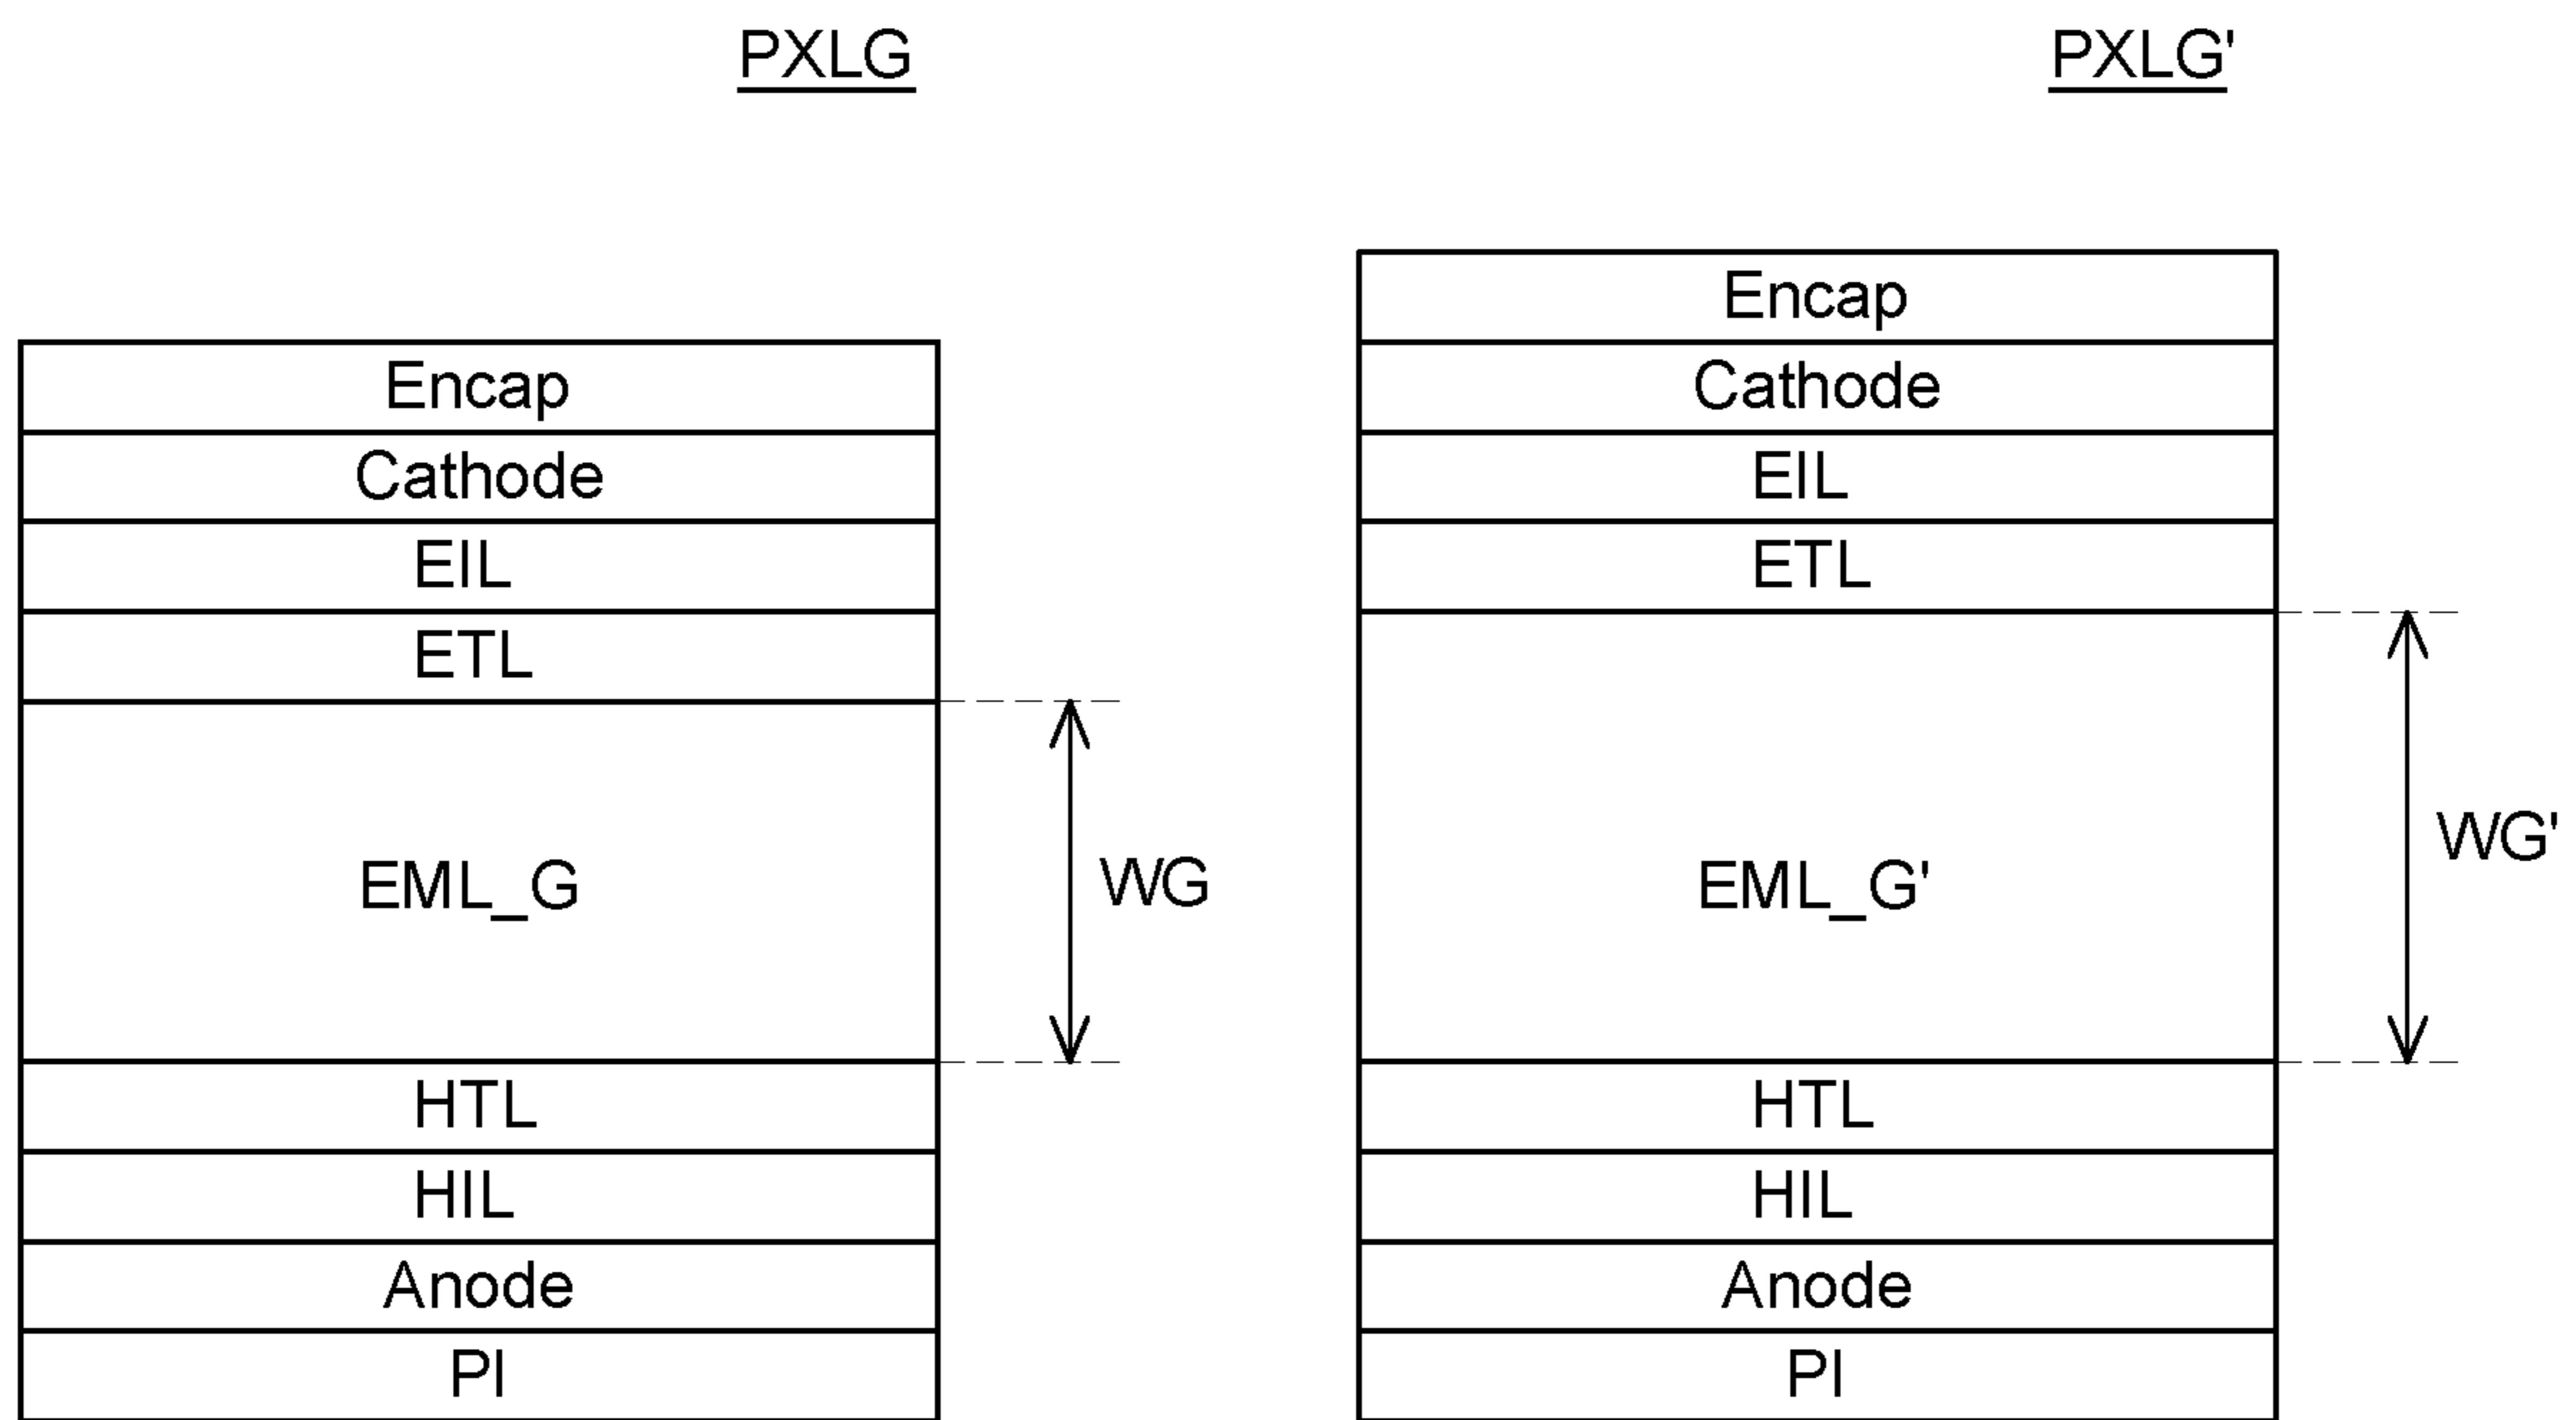 PXLG
Encap
Cathode
EIL
ETL
EML_G
WG
HTL
HIL
Anode
PI
PXLG'
Encap
Cathode
EIL
ETL
EML_G'
WG'
HTL
HIL
Anode
PI